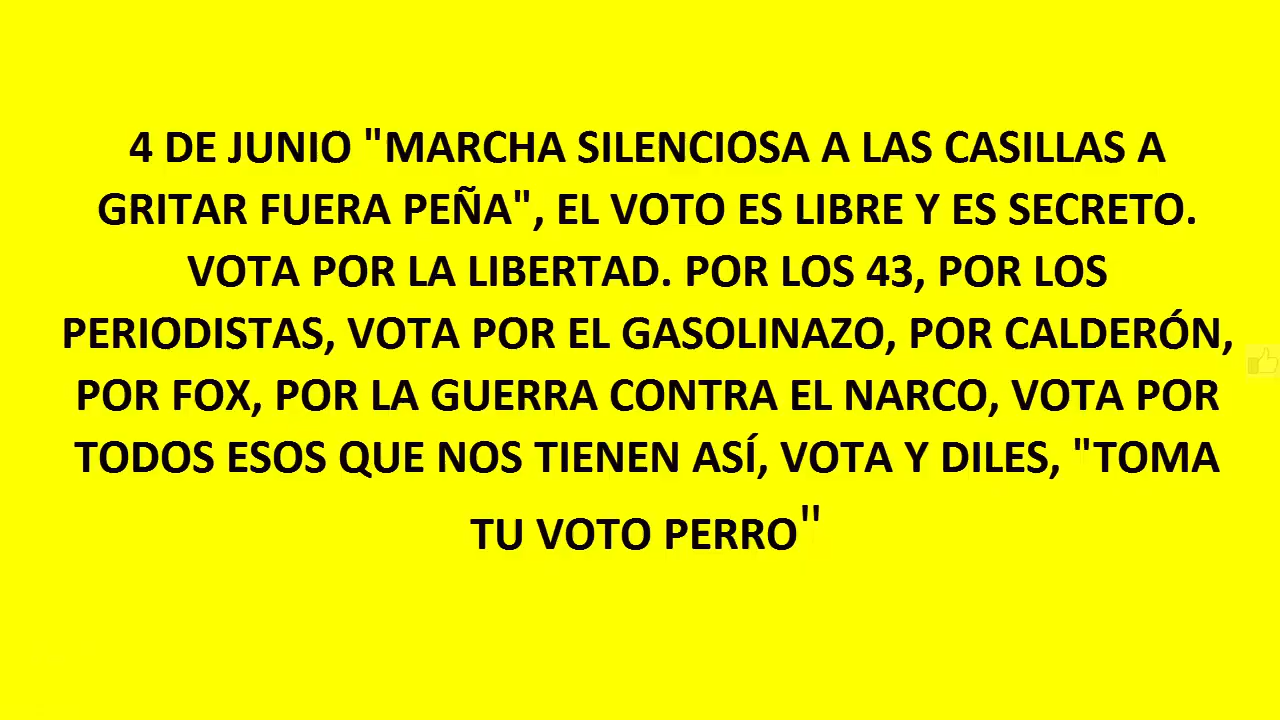 4 DE JUNIO "MARCHA SILENCIOSA A LAS CASILLAS A
GRITAR FUERA PEÑA", EL VOTO ES LIBRE Y ES SECRETO.
VOTA POR LA LIBERTAD. POR LOS 43, POR LOS
PERIODISTAS, VOTA POR EL GASOLINAZO, POR CALDERÓN,
POR FOX, POR LA GUERRA CONTRA EL NARCO, VOTA POR
TODOS ESOS QUE NOS TIENEN ASÍ, VOTA Y DILES, "TOMA
TU VOTO PERRO"